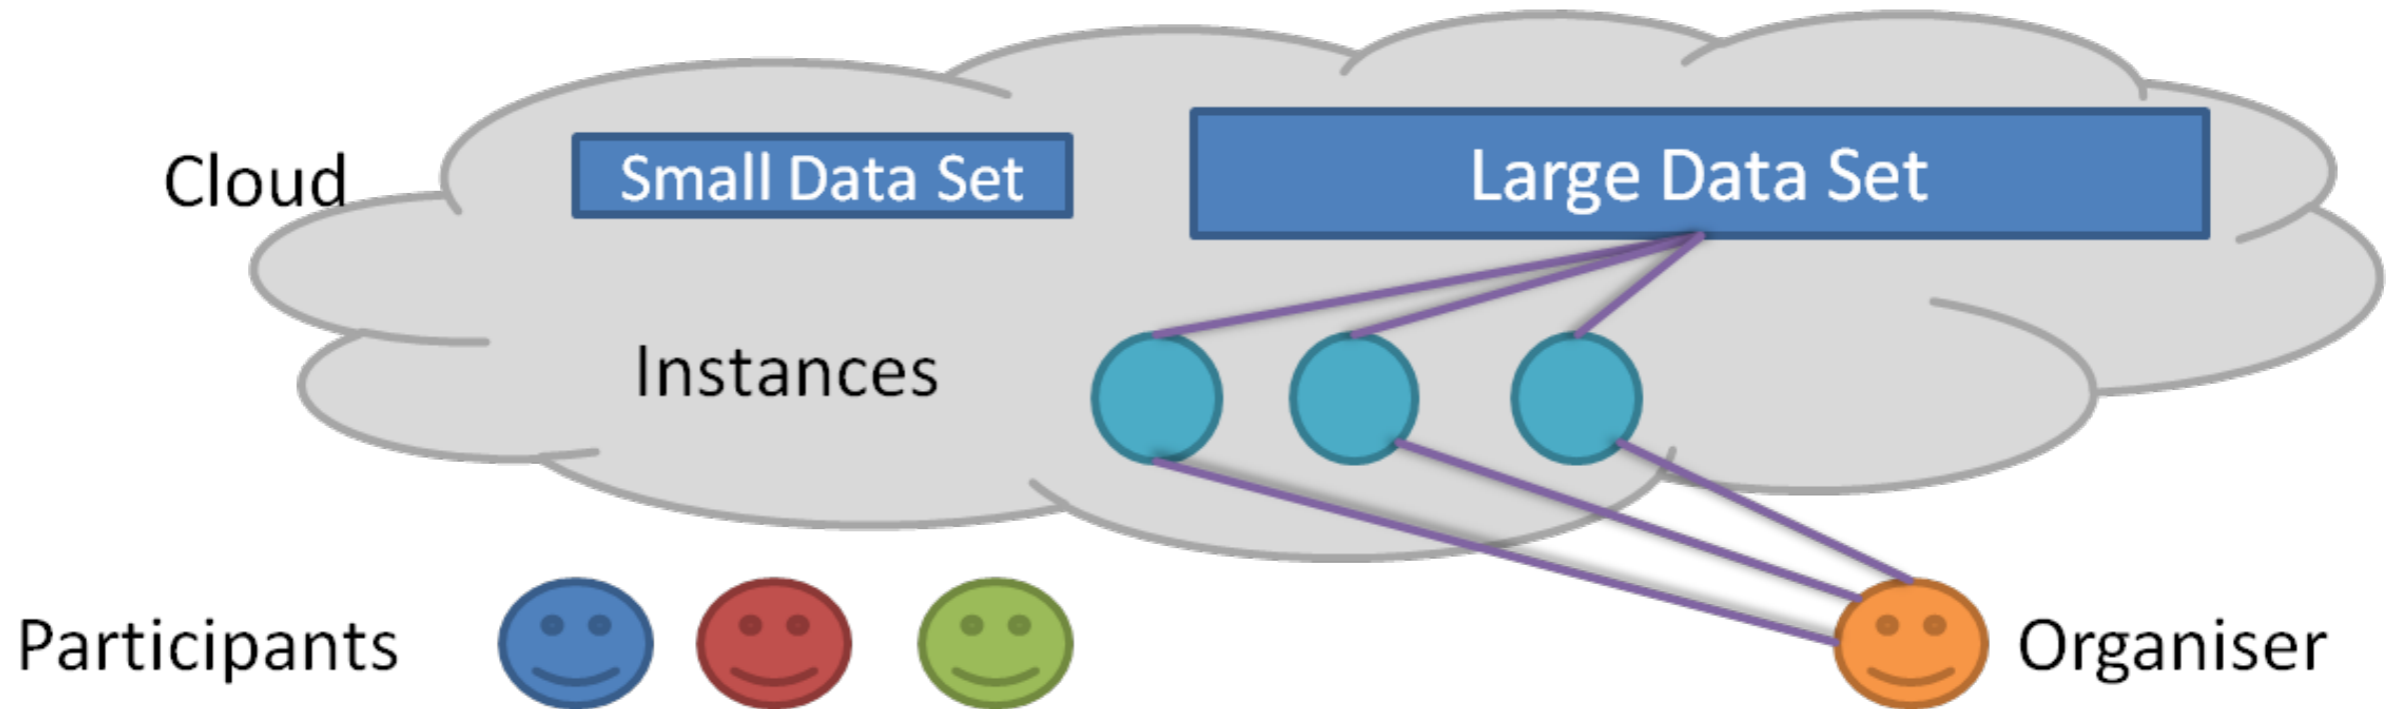 Cloud
Small Data Set
Large Data Set
Instances
Participants
Organiser